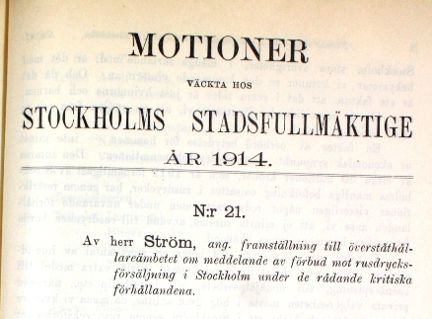 MOTIONER
VÄCKTA HOS
STOCKHOLMS STADSFULLMÄKTIGE
ÅR 1914.
N:r 21.
Av herr Ström, ang. framställning till överståthål-
lareämbetet om meddelande av förbud mot rusdrycks-
försäljning i Stockholm under de rådande kritiska
förhållandena.